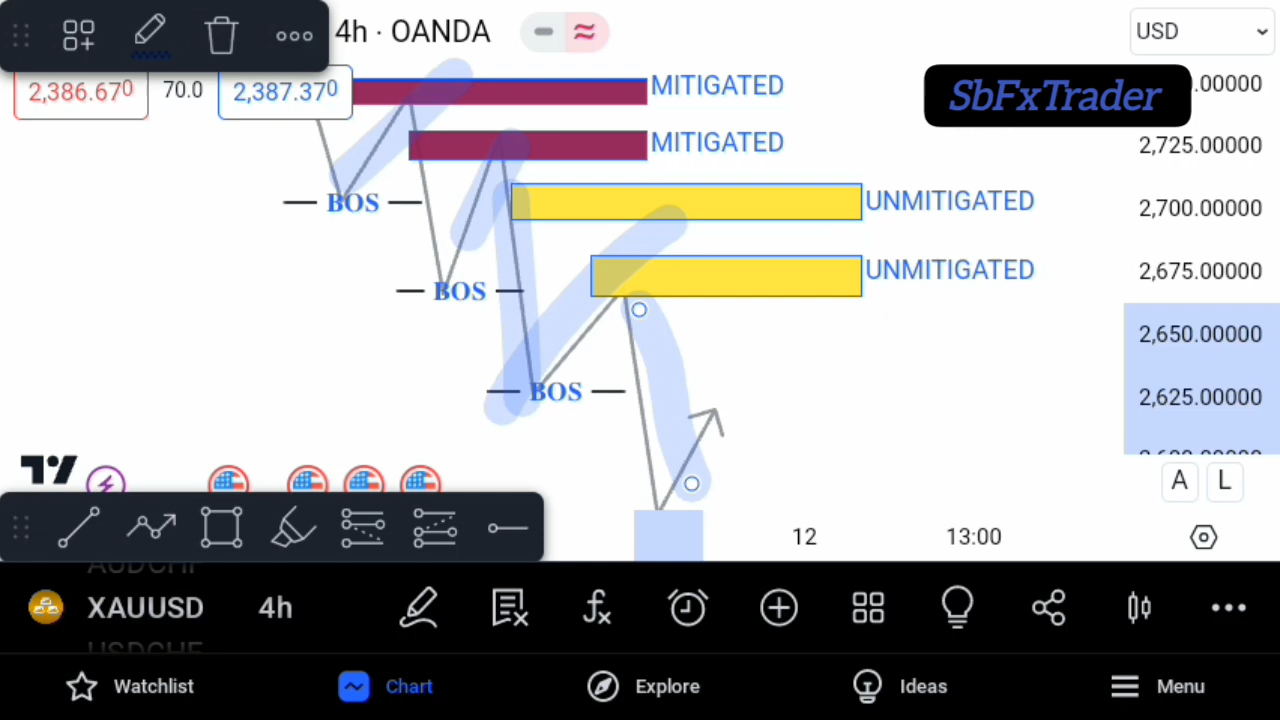 4h · OANDA
USD
2,386.670
70.0
2,387.370
MITIGATED
SbFxTrader
.00000
MITIGATED
2,725.00000
BOS
UNMITIGATED
2,700.00000
BOS
UNMITIGATED
2,675.00000
2,650.00000
BOS
2,625.00000
A
L
12
13:00
AUDCHF
XAUUSD
4h
USDCHF
Watchlist
Chart
Explore
Ideas
Menu